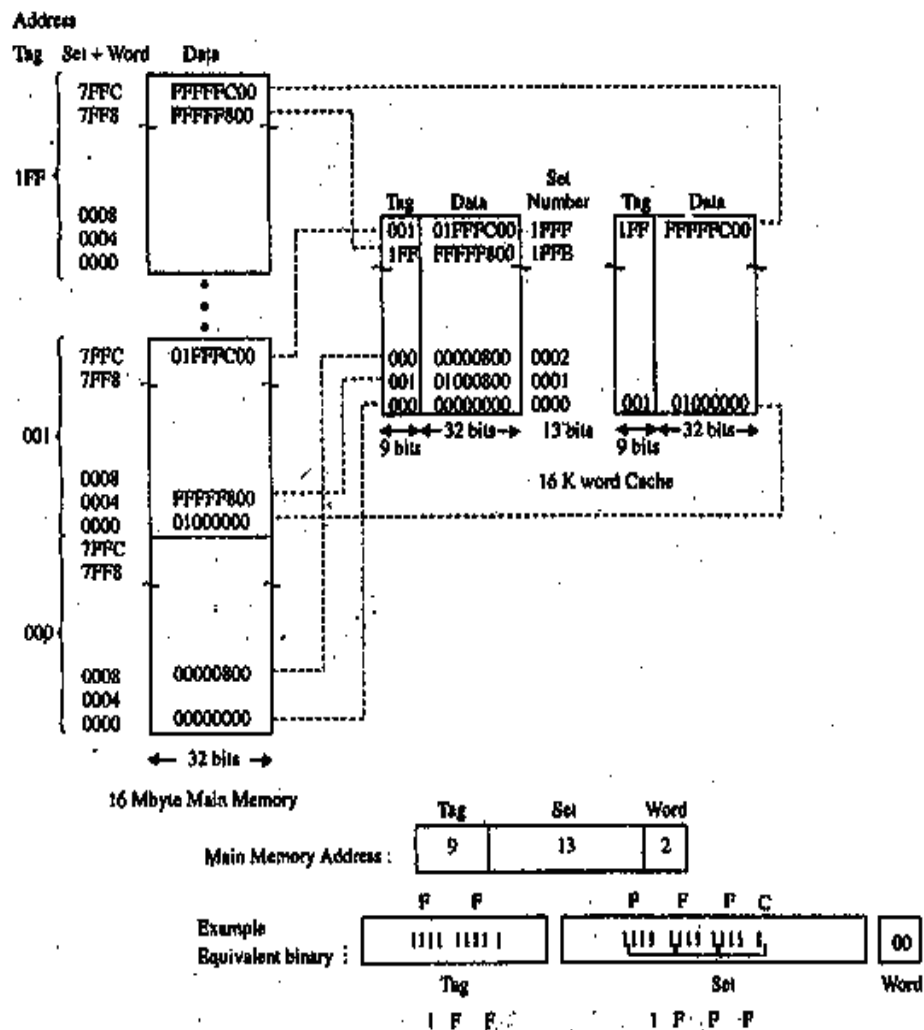 Address
Tag Set + Word Data
7FFC FFFFFC00
7FF8 FFFFF800
1FF
0008
0004
0000
7FFC 01FFFC00
7FF8
001
0008
0004 FFFFF800
0000 01000000
7FFC
7FF8
000
0008 00000800
0004
0000 00000000
32 bits
16 Mbyte Main Memory
Tag Data Set Number Tag Data
001 01FFFC00 1FFF 1FF FFFFFC00
1FF FFFFF800 1FFE
000 00000800 0002
001 01000800 0001
000 00000000 0000 001 01000000
9 bits 32 bits 13 bits 9 bits 32 bits
16 K word Cache
Tag Set Word
Main Memory Address : 9 13 2
F F F F F C
Example
Equivalent binary : 00
Tag Set Word
1 F F 1 F F F